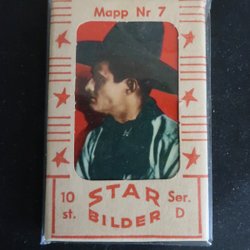 Mapp Nr 7
10 STAR Ser.
st. BILDER D